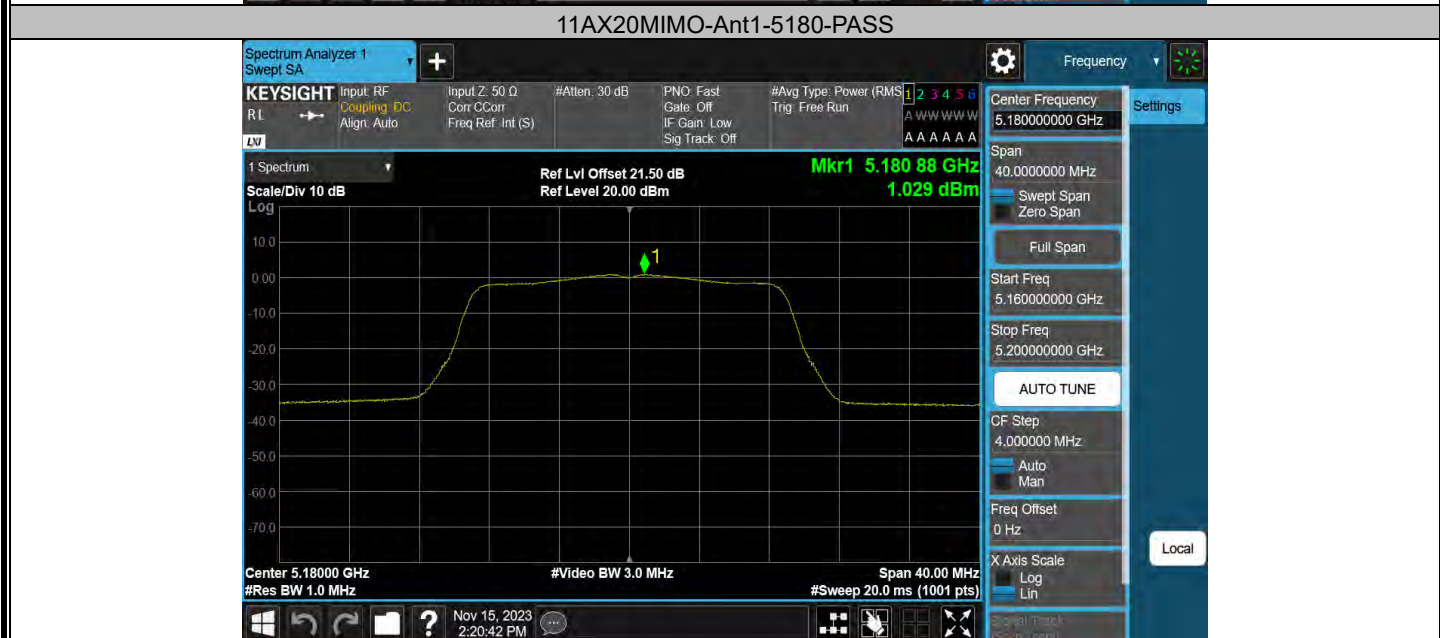 11AX20MIMO-Ant1-5180-PASS
Spectrum Analyzer 1
Swept SA
+
Frequency
KEYSIGHT
RL
LXI
Input: RF
Coupling: DC
Align: Auto
Input Z: 50 Ω
Corr CCorr
Freq Ref: Int (S)
#Atten: 30 dB
PNO: Fast
Gate: Off
IF Gain: Low
Sig Track: Off
#Avg Type: Power (RMS
Trig: Free Run
1 2 3 4 5 6
A W W W W W
A A A A A A
1 Spectrum
Scale/Div 10 dB
Log
Ref Lvl Offset 21.50 dB
Ref Level 20.00 dBm
Mkr1 5.180 88 GHz
1.029 dBm
10.0
0.00
-10.0
-20.0
-30.0
-40.0
-50.0
-60.0
-70.0
1
Center 5.18000 GHz
#Res BW 1.0 MHz
#Video BW 3.0 MHz
Span 40.00 MHz
#Sweep 20.0 ms (1001 pts)
?
Nov 15, 2023
2:20:42 PM
Center Frequency
5.180000000 GHz
Settings
Span
40.0000000 MHz
Swept Span
Zero Span
Full Span
Start Freq
5.160000000 GHz
Stop Freq
5.200000000 GHz
AUTO TUNE
CF Step
4.000000 MHz
Auto
Man
Freq Offset
0 Hz
X Axis Scale
Log
Lin
Signal Track
Local